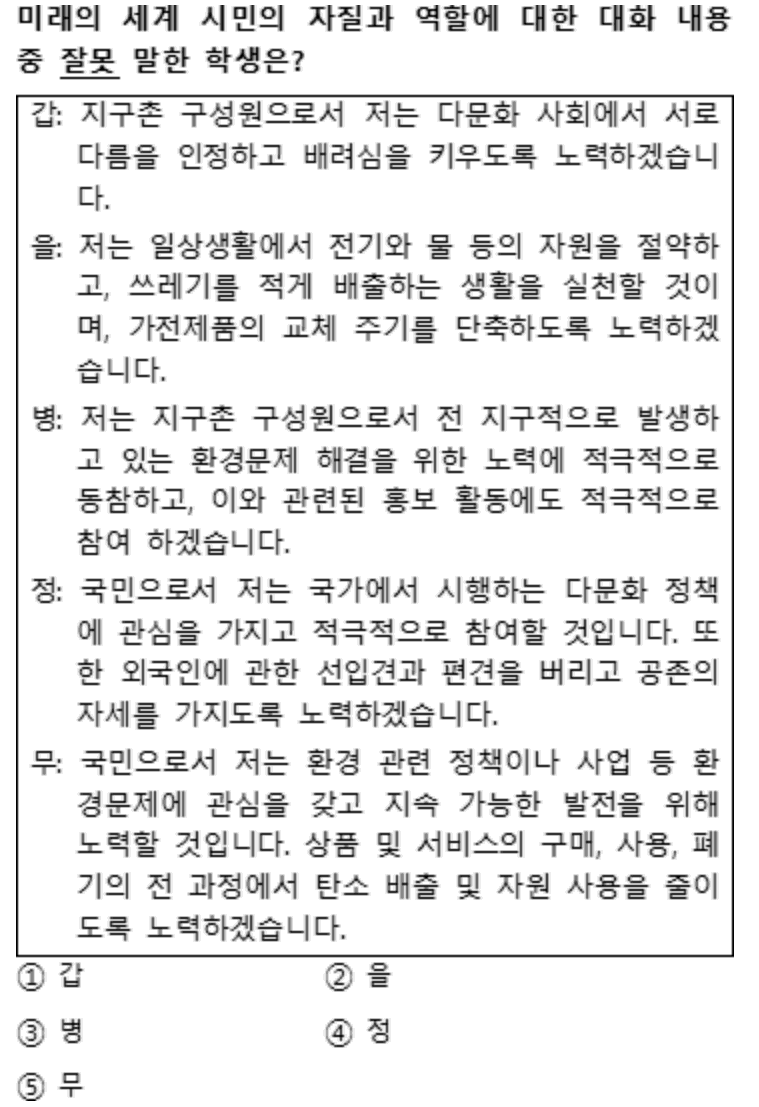 미래의 세계 시민의 자질과 역할에 대한 대화 내용
중 잘못 말한 학생은?
갑: 지구촌 구성원으로서 저는 다문화 사회에서 서로
다름을 인정하고 배려심을 키우도록 노력하겠습니
다.
을: 저는 일상생활에서 전기와 물 등의 자원을 절약하
고, 쓰레기를 적게 배출하는 생활을 실천할 것이
며, 가전제품의 교체 주기를 단축하도록 노력하겠
습니다.
병: 저는 지구촌 구성원으로서 전 지구적으로 발생하
고 있는 환경문제 해결을 위한 노력에 적극적으로
동참하고, 이와 관련된 홍보 활동에도 적극적으로
참여 하겠습니다.
정: 국민으로서 저는 국가에서 시행하는 다문화 정책
에 관심을 가지고 적극적으로 참여할 것입니다. 또
한 외국인에 관한 선입견과 편견을 버리고 공존의
자세를 가지도록 노력하겠습니다.
무: 국민으로서 저는 환경 관련 정책이나 사업 등 환
경문제에 관심을 갖고 지속 가능한 발전을 위해
노력할 것입니다. 상품 및 서비스의 구매, 사용, 폐
기의 전 과정에서 탄소 배출 및 자원 사용을 줄이
도록 노력하겠습니다.
① 갑 ② 을
③ 병 ④ 정
⑤ 무